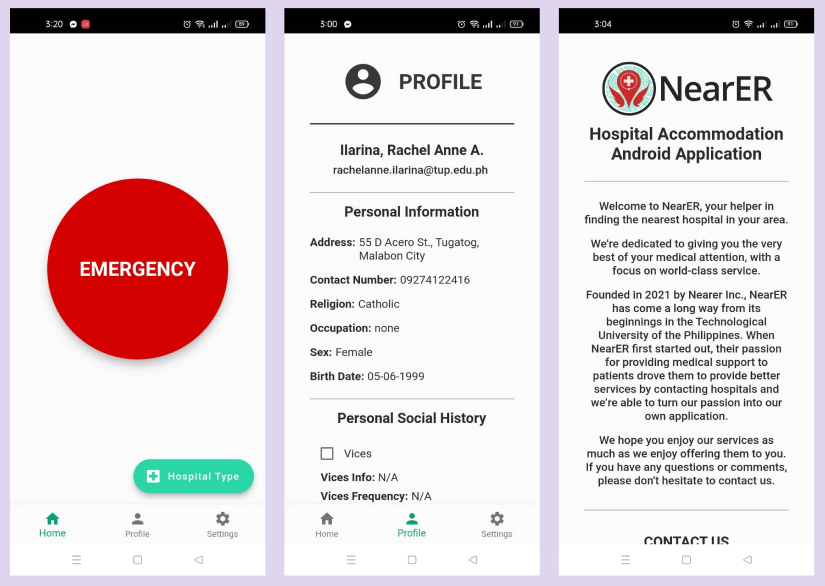 3:20
89
EMERGENCY
Hospital Type
Home
Profile
Settings
3:00
91
PROFILE
Ilarina, Rachel Anne A.
rachelanne.ilarina@tup.edu.ph
Personal Information
Address: 55 D Acero St., Tugatog,
Malabon City
Contact Number: 09274122416
Religion: Catholic
Occupation: none
Sex: Female
Birth Date: 05-06-1999
Personal Social History
Vices
Vices Info: N/A
Vices Frequency: N/A
Home
Profile
Settings
3:04
91
NearER
Hospital Accommodation
Android Application
Welcome to NearER, your helper in
finding the nearest hospital in your area.
We're dedicated to giving you the very
best of your medical attention, with a
focus on world-class service.
Founded in 2021 by Nearer Inc., NearER
has come a long way from its
beginnings in the Technological
University of the Philippines. When
NearER first started out, their passion
for providing medical support to
patients drove them to provide better
services by contacting hospitals and
we're able to turn our passion into our
own application.
We hope you enjoy our services as
much as we enjoy offering them to you.
If you have any questions or comments,
please don't hesitate to contact us.
CONTACT US